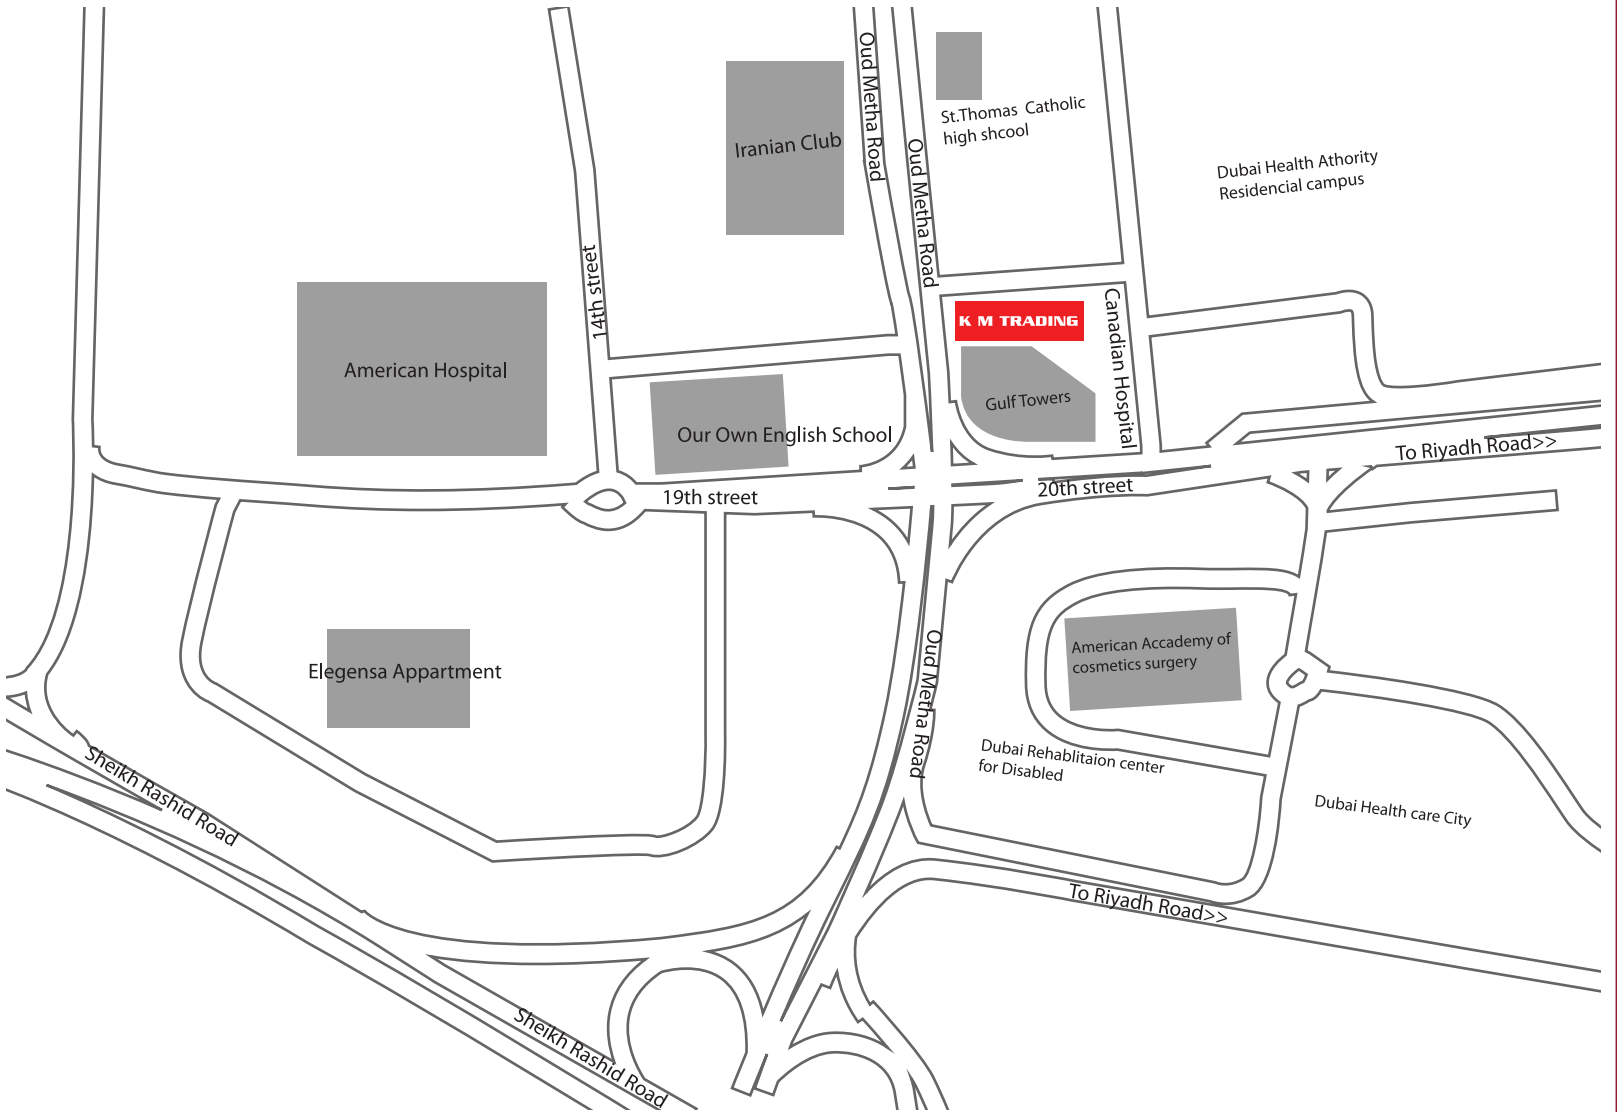 Oud Metha Road
Oud Metha Road
St.Thomas Catholic
high shcool
Iranian Club
Dubai Health Athority
Residencial campus
14th street
K M TRADING
Canadian Hospital
American Hospital
Gulf Towers
Our Own English School
To Riyadh Road>>
19th street
20th street
Elegensa Appartment
Oud Metha Road
American Accademy of
cosmetics surgery
Dubai Rehablitaion center
for Disabled
Sheikh Rashid Road
Dubai Health care City
To Riyadh Road>>
Sheikh Rashid Road